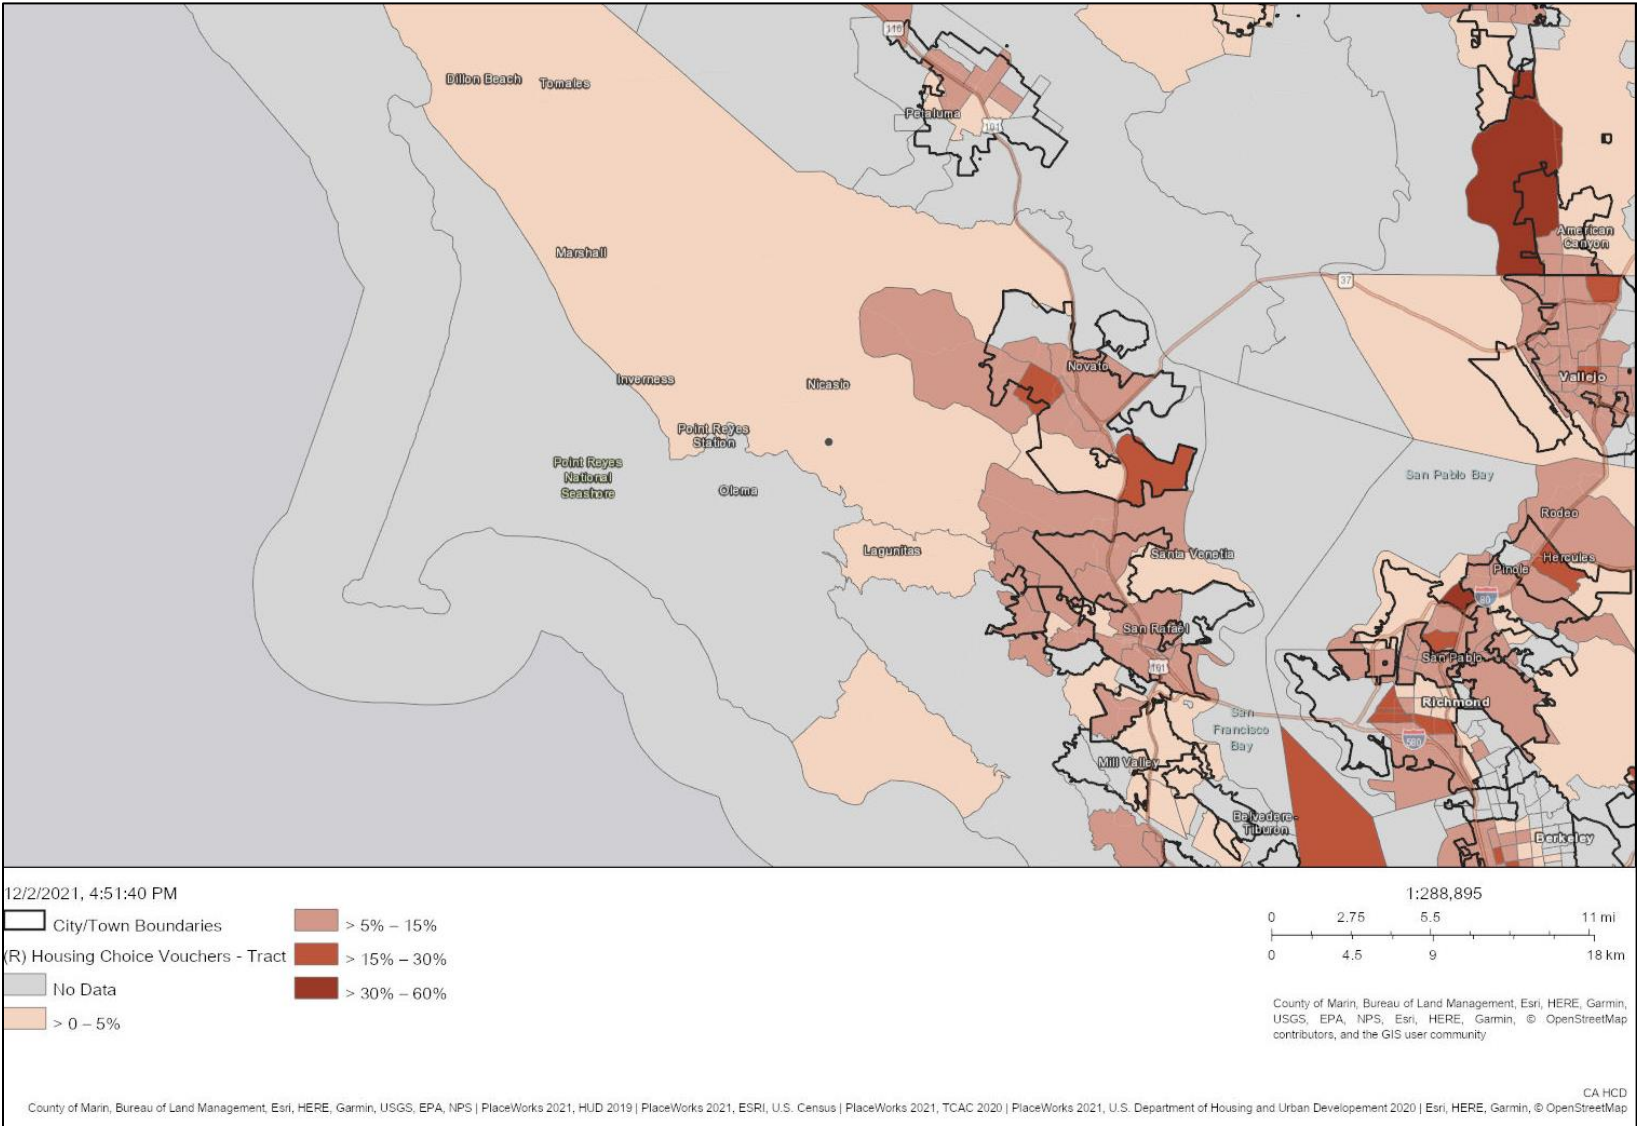 116
Dillon Beach
Tomales
Petaluma
101
Marshall
American
Canyon
37
Novato
Vallejo
Inverness
Nicasio
Point Reyes
Station
Point Reyes
National
Seashore
Olema
San Pablo Bay
Rodeo
Lagunitas
Santa Venetia
Hercules
Pinole
80
San Rafael
San Pablo
101
Richmond
San
Francisco
Bay
580
Mill Valley
Belvedere-
Tiburon
Berkeley
12/2/2021, 4:51:40 PM
City/Town Boundaries
(R) Housing Choice Vouchers - Tract
No Data
> 0 – 5%
> 5% – 15%
> 15% – 30%
> 30% – 60%
1:288,895
0 2.75 5.5 11 mi
0 4.5 9 18 km
County of Marin, Bureau of Land Management, Esri, HERE, Garmin,
USGS, EPA, NPS, Esri, HERE, Garmin, © OpenStreetMap
contributors, and the GIS user community
CA HCD
County of Marin, Bureau of Land Management, Esri, HERE, Garmin, USGS, EPA, NPS | PlaceWorks 2021, HUD 2019 | PlaceWorks 2021, ESRI, U.S. Census | PlaceWorks 2021, TCAC 2020 | PlaceWorks 2021, U.S. Department of Housing and Urban Developement 2020 | Esri, HERE, Garmin, © OpenStreetMap